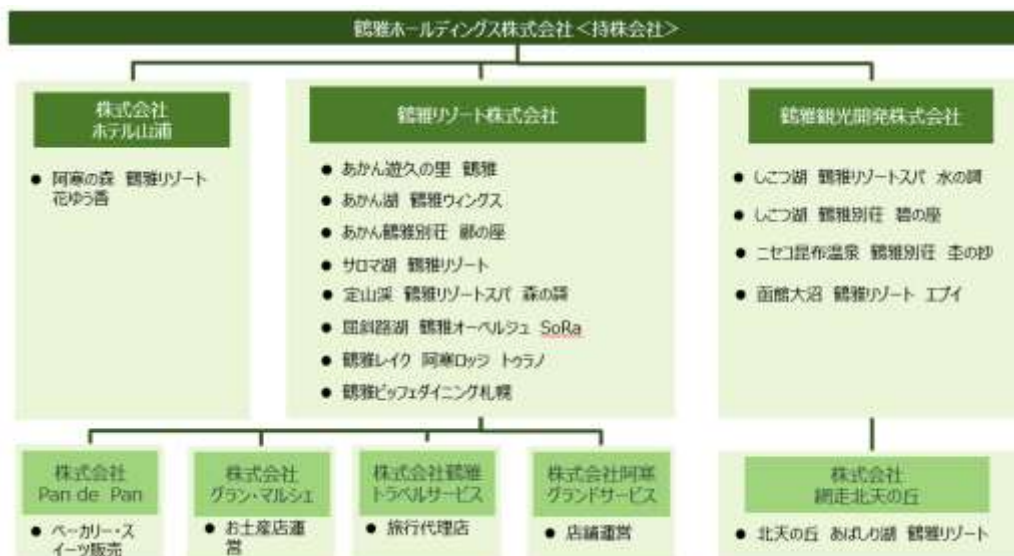 鶴雅ホールディングス株式会社<持株会社>
株式会社
ホテル山浦
● 阿寒の森 鶴雅リゾート
花ゆう香
鶴雅リゾート株式会社
● あかん遊久の里 鶴雅
● あかん湖 鶴雅ウィングス
● あかん鶴雅別荘 鄙の座
● サロマ湖 鶴雅リゾート
● 定山渓 鶴雅リゾートスパ 森の謌
● 屈斜路湖 鶴雅オーベルジュ SoRa
● 鶴雅レイク 阿寒ロッジ トゥラノ
● 鶴雅ビュッフェダイニング札幌
鶴雅観光開発株式会社
● しこつ湖 鶴雅リゾートスパ 水の謌
● しこつ湖 鶴雅別荘 碧の座
● ニセコ昆布温泉 鶴雅別荘 杢の抄
● 函館大沼 鶴雅リゾート エプイ
株式会社
Pan de Pan
● ベーカリー・ス
イーツ販売
株式会社
グラン・マルシェ
● お土産店運
営
株式会社鶴雅
トラベルサービス
● 旅行代理店
株式会社阿寒
グランドサービス
● 店舗運営
株式会社
網走北天の丘
● 北天の丘 あばしり湖 鶴雅リゾート